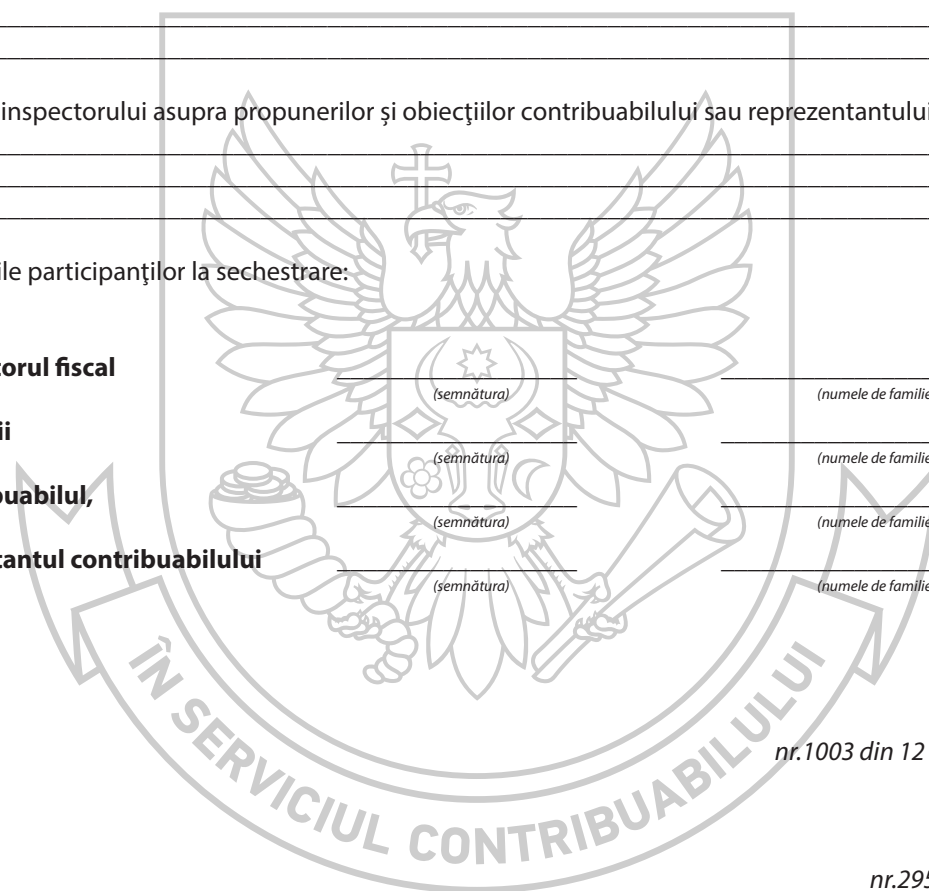 inspectorului asupra propunerilor și obiecţiilor contribuabilului sau reprezentantului
ile participanţilor la sechestrare:
torul fiscal
(semnătura) (numele de familie
ii
(semnătura) (numele de familie
buabilul,
(semnătura) (numele de familie
tantul contribuabilului
(semnătura) (numele de familie
ÎN SERVICIUL CONTRIBUABILULUI
nr.1003 din 12
nr.295